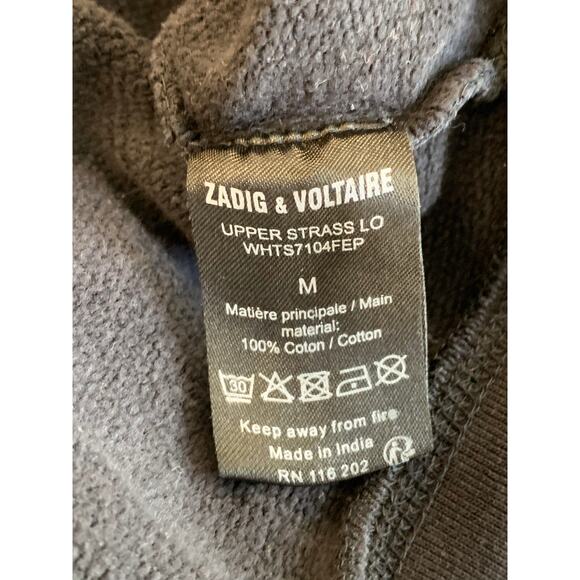 ZADIG & VOLTAIRE
UPPER STRASS LO
WHTS7104FEP
M
Matière principale / Main
material:
100% Coton / Cotton
30
Keep away from fire
Made in India
RN 116 202